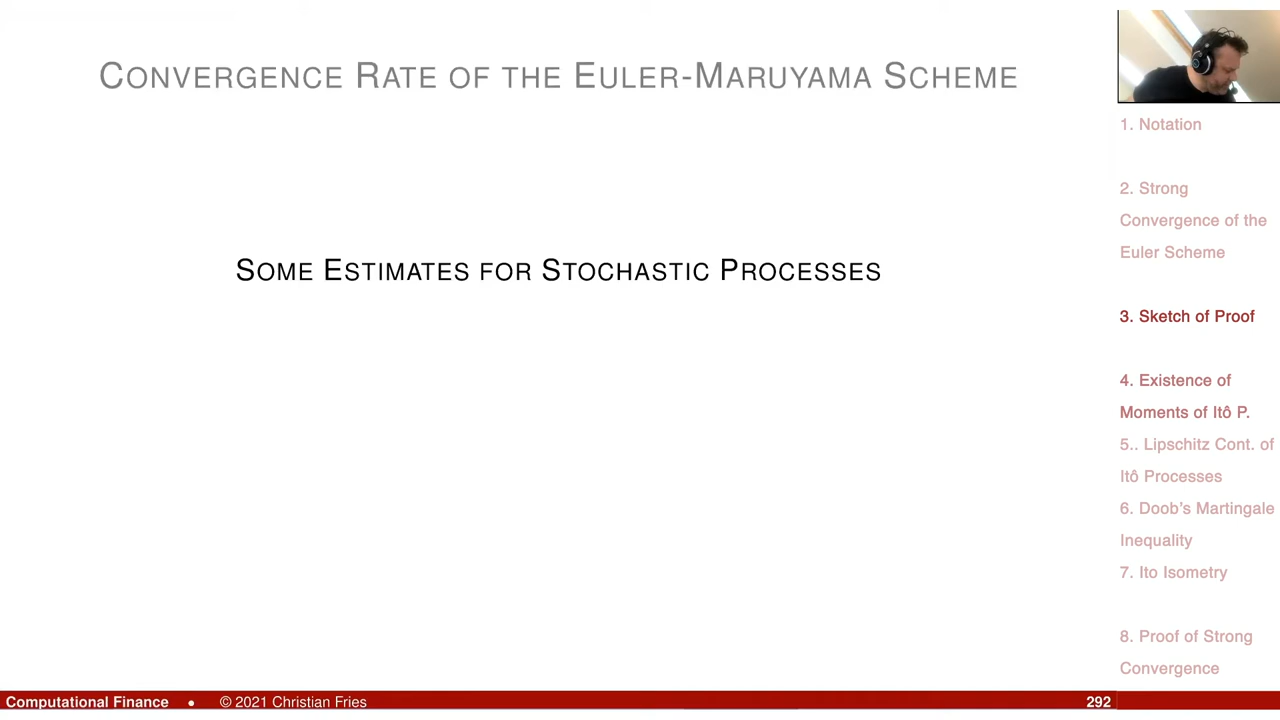 CONVERGENCE RATE OF THE EULER-MARUYAMA SCHEME
SOME ESTIMATES FOR STOCHASTIC PROCESSES
1. Notation
2. Strong
Convergence of the
Euler Scheme
3. Sketch of Proof
4. Existence of
Moments of Itô P.
5.. Lipschitz Cont. of
Itô Processes
6. Doob's Martingale
Inequality
7. Ito Isometry
8. Proof of Strong
Convergence
Computational Finance • © 2021 Christian Fries 292